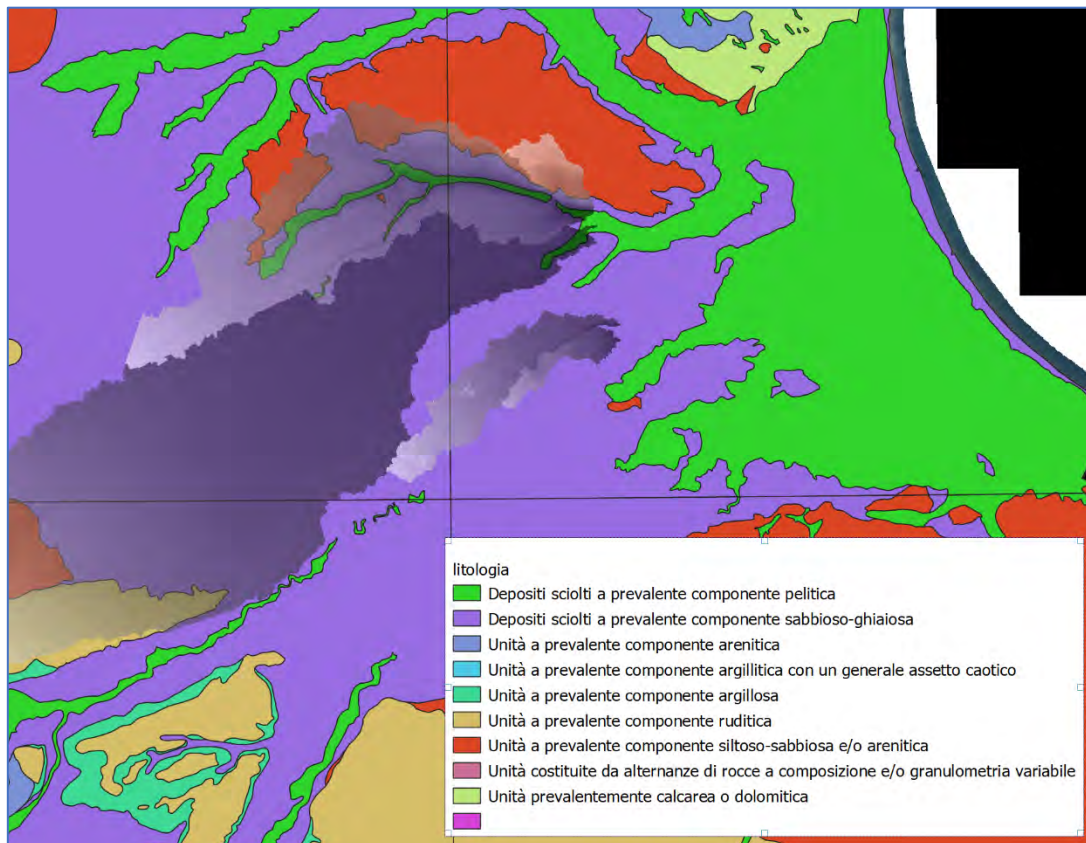 litologia
Depositi sciolti a prevalente componente pelitica
Depositi sciolti a prevalente componente sabbioso-ghiaiosa
Unità a prevalente componente arenitica
Unità a prevalente componente argillitica con un generale assetto caotico
Unità a prevalente componente argillosa
Unità a prevalente componente ruditica
Unità a prevalente componente siltoso-sabbiosa e/o arenitica
Unità costituite da alternanze di rocce a composizione e/o granulometria variabile
Unità prevalentemente calcarea o dolomitica